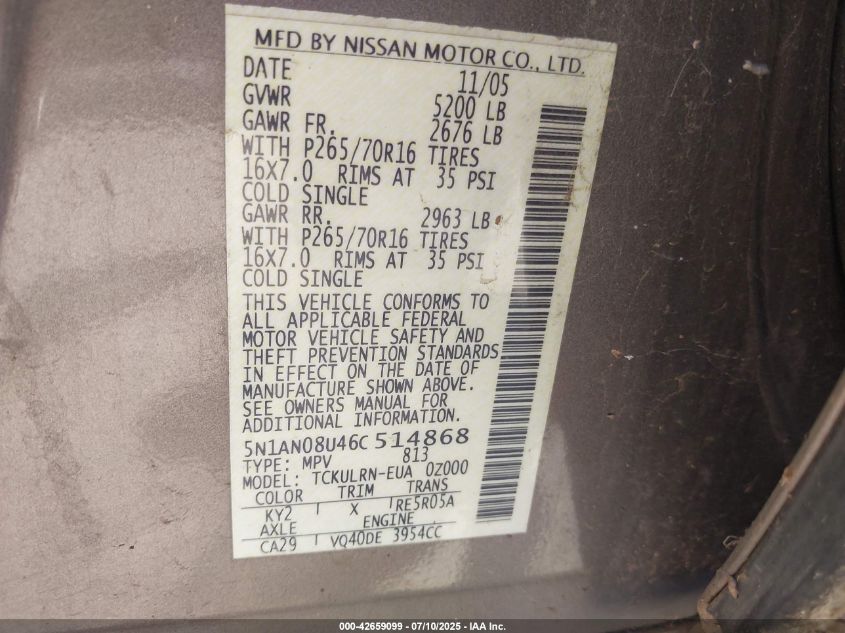 MFD BY NISSAN MOTOR CO., LTD.
DATE 11/05
GVWR 5200 LB
GAWR FR. 2676 LB
WITH P265/70R16 TIRES
16X7.0 RIMS AT 35 PSI
COLD SINGLE
GAWR RR. 2963 LB
WITH P265/70R16 TIRES
16X7.0 RIMS AT 35 PSI
COLD SINGLE
THIS VEHICLE CONFORMS TO
ALL APPLICABLE FEDERAL
MOTOR VEHICLE SAFETY AND
THEFT PREVENTION STANDARDS
IN EFFECT ON THE DATE OF
MANUFACTURE SHOWN ABOVE.
SEE OWNERS MANUAL FOR
ADDITIONAL INFORMATION.
5N1AN08U46C514868
TYPE: MPV 813
MODEL: TCKULRN-EUA 0Z000
COLOR TRIM TRANS
KY2 X RE5R05A
AXLE ENGINE
CA29 VQ40DE 3954CC
000-42659099 - 07/10/2025 - IAA Inc.